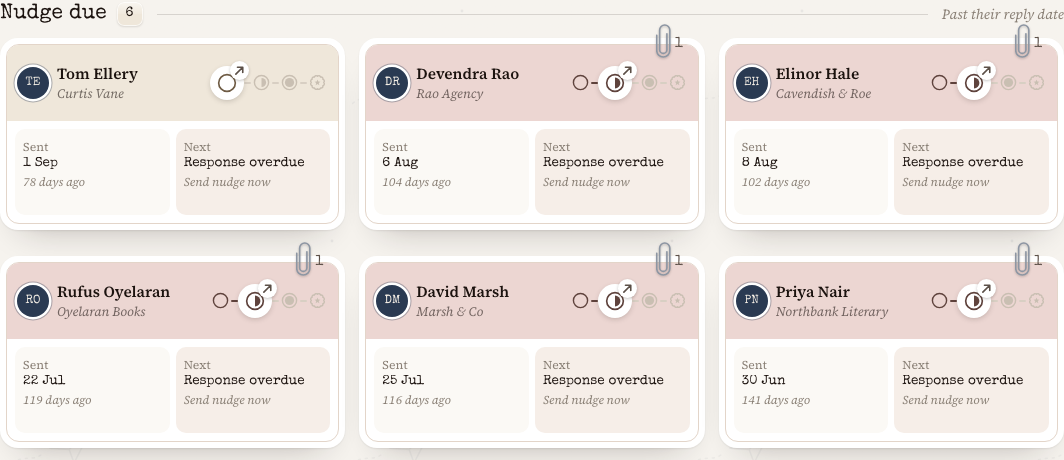 Nudge due 6 Past their reply date
TE Tom Ellery
Curtis Vane
Sent
1 Sep
78 days ago
Next
Response overdue
Send nudge now
1
DR Devendra Rao
Rao Agency
Sent
6 Aug
104 days ago
Next
Response overdue
Send nudge now
1
EH Elinor Hale
Cavendish & Roe
Sent
8 Aug
102 days ago
Next
Response overdue
Send nudge now
1
RO Rufus Oyelaran
Oyelaran Books
Sent
22 Jul
119 days ago
Next
Response overdue
Send nudge now
1
DM David Marsh
Marsh & Co
Sent
25 Jul
116 days ago
Next
Response overdue
Send nudge now
1
PN Priya Nair
Northbank Literary
Sent
30 Jun
141 days ago
Next
Response overdue
Send nudge now